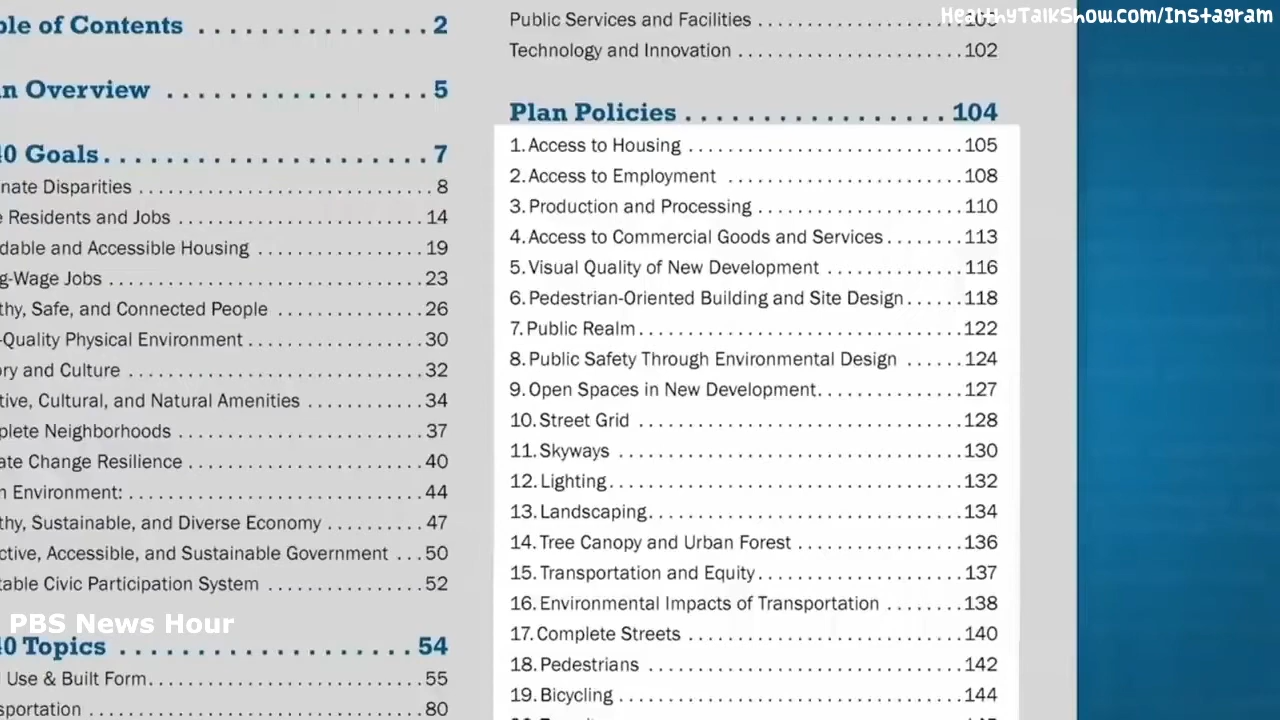 HealthyTalkShow.com/Instagram
ble of Contents . . . . . . . . . . . . . . . . . 2
n Overview . . . . . . . . . . . . . . . . . . . 5
40 Goals . . . . . . . . . . . . . . . . . . . . . . 7
nate Disparities . . . . . . . . . . . . . . . . . . . . 8
e Residents and Jobs . . . . . . . . . . . . . . . . . . 14
dable and Accessible Housing . . . . . . . . . . . . 19
g-Wage Jobs . . . . . . . . . . . . . . . . . . . . . . 23
thy, Safe, and Connected People . . . . . . . . . . . 26
-Quality Physical Environment . . . . . . . . . . . . 30
ory and Culture . . . . . . . . . . . . . . . . . . . . 32
tive, Cultural, and Natural Amenities . . . . . . . . . 34
plete Neighborhoods . . . . . . . . . . . . . . . . . . 37
ate Change Resilience . . . . . . . . . . . . . . . . . 40
n Environment: . . . . . . . . . . . . . . . . . . . . . 44
thy, Sustainable, and Diverse Economy . . . . . . . . 47
ctive, Accessible, and Sustainable Government . . . 50
table Civic Participation System . . . . . . . . . . . . 52
PBS News Hour
40 Topics . . . . . . . . . . . . . . . . . . . . . . 54
Use & Built Form . . . . . . . . . . . . . . . . . . . . 55
sportation . . . . . . . . . . . . . . . . . . . . . . . . 80
Public Services and Facilities . . . . . . . . . . . . . . 100
Technology and Innovation . . . . . . . . . . . . . . . 102
Plan Policies . . . . . . . . . . . . . . . . . 104
1. Access to Housing . . . . . . . . . . . . . . . . . . . 105
2. Access to Employment . . . . . . . . . . . . . . . . 108
3. Production and Processing . . . . . . . . . . . . . . 110
4. Access to Commercial Goods and Services . . . . . . 113
5. Visual Quality of New Development . . . . . . . . . . 116
6. Pedestrian-Oriented Building and Site Design . . . . . . 118
7. Public Realm . . . . . . . . . . . . . . . . . . . . . . 122
8. Public Safety Through Environmental Design . . . . . . 124
9. Open Spaces in New Development . . . . . . . . . . . 127
10. Street Grid . . . . . . . . . . . . . . . . . . . . . . . 128
11. Skyways . . . . . . . . . . . . . . . . . . . . . . . . 130
12. Lighting . . . . . . . . . . . . . . . . . . . . . . . . 132
13. Landscaping . . . . . . . . . . . . . . . . . . . . . . 134
14. Tree Canopy and Urban Forest . . . . . . . . . . . . 136
15. Transportation and Equity . . . . . . . . . . . . . . . 137
16. Environmental Impacts of Transportation . . . . . . . 138
17. Complete Streets . . . . . . . . . . . . . . . . . . . 140
18. Pedestrians . . . . . . . . . . . . . . . . . . . . . . 142
19. Bicycling . . . . . . . . . . . . . . . . . . . . . . . . 144